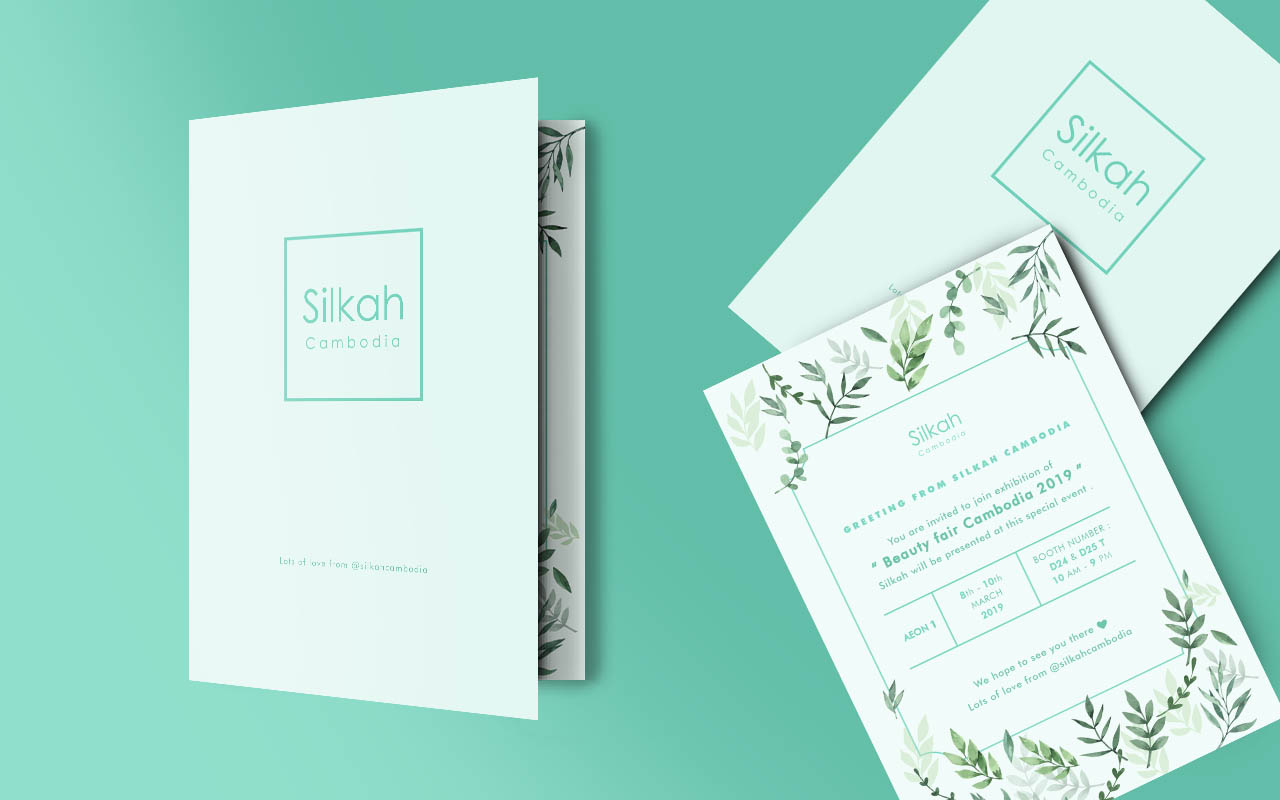 Silkah
Cambodia
Lots of love from @silkahcambodia
Silkah
Cambodia
Lot
Silkah
Cambodia
GREETING FROM SILKAH CAMBODIA
You are invited to join exhibition of
“ Beauty fair Cambodia 2019 ”
Silkah will be presented at this special event .
AEON 1
8th - 10th
MARCH
2019
BOOTH NUMBER :
D24 & D25 T
10 AM - 9 PM
We hope to see you there ♥
Lots of love from @silkahcambodia